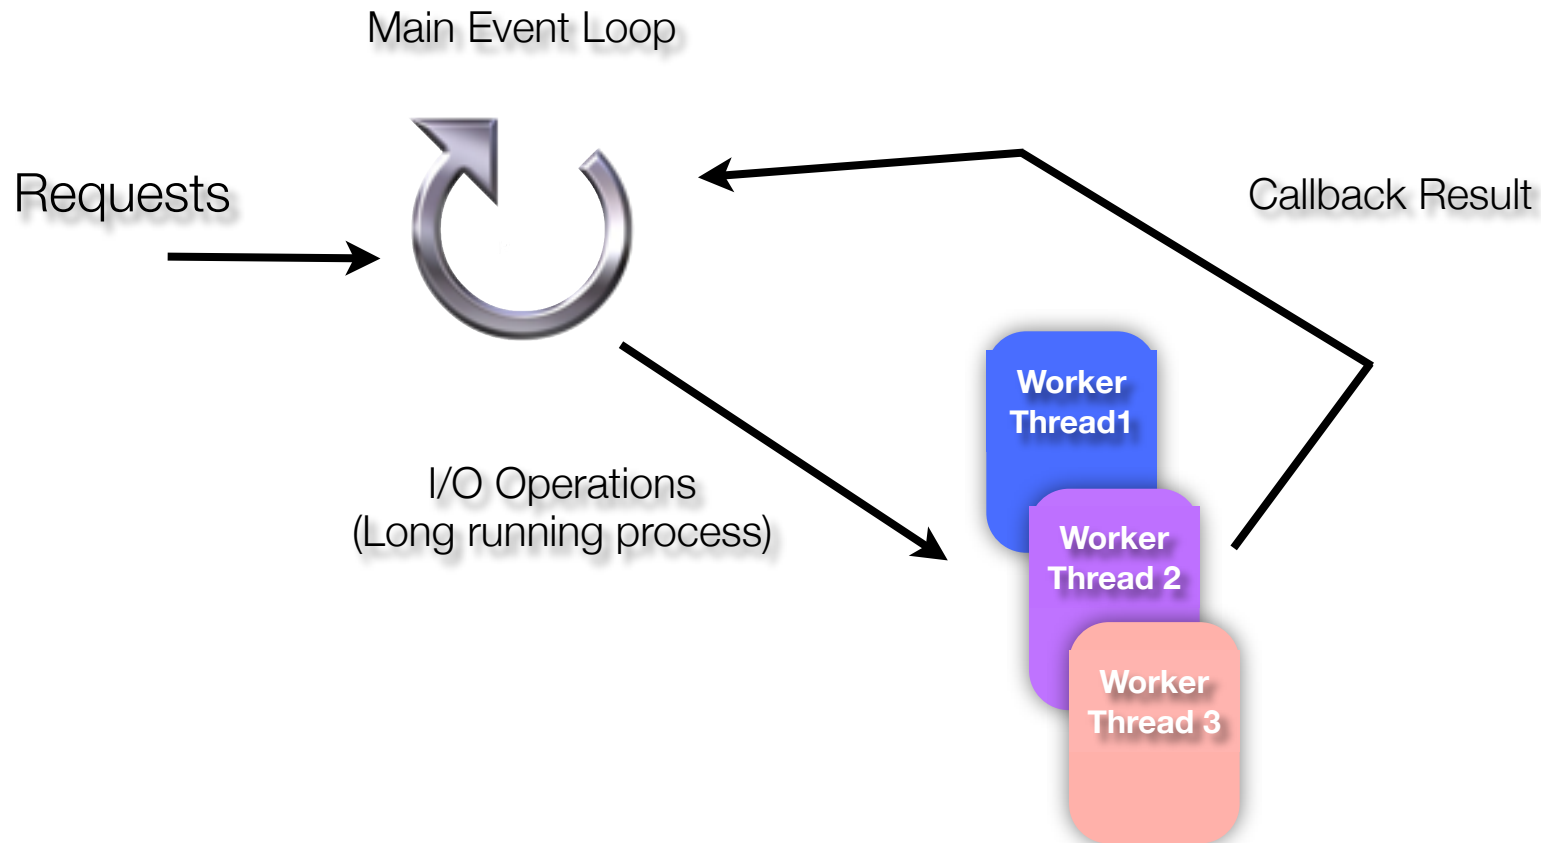 Main Event Loop
Requests
Callback Result
Worker
Thread1
I/O Operations
(Long running process)
Worker
Thread 2
Worker
Thread 3